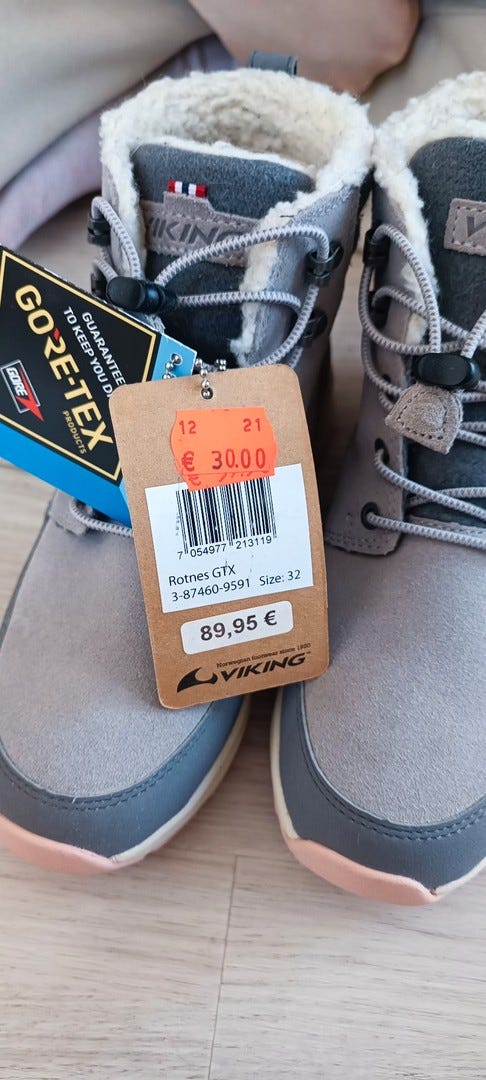 VIKING
GUARANTEED
TO KEEP YOU D
GORE-TEX
PRODUCTS
GORE
12 21
€ 30.00
7 054977 213119
Rotnes GTX
3-87460-9591 Size: 32
89,95 €
Norwegian footwear since 1920
VIKING